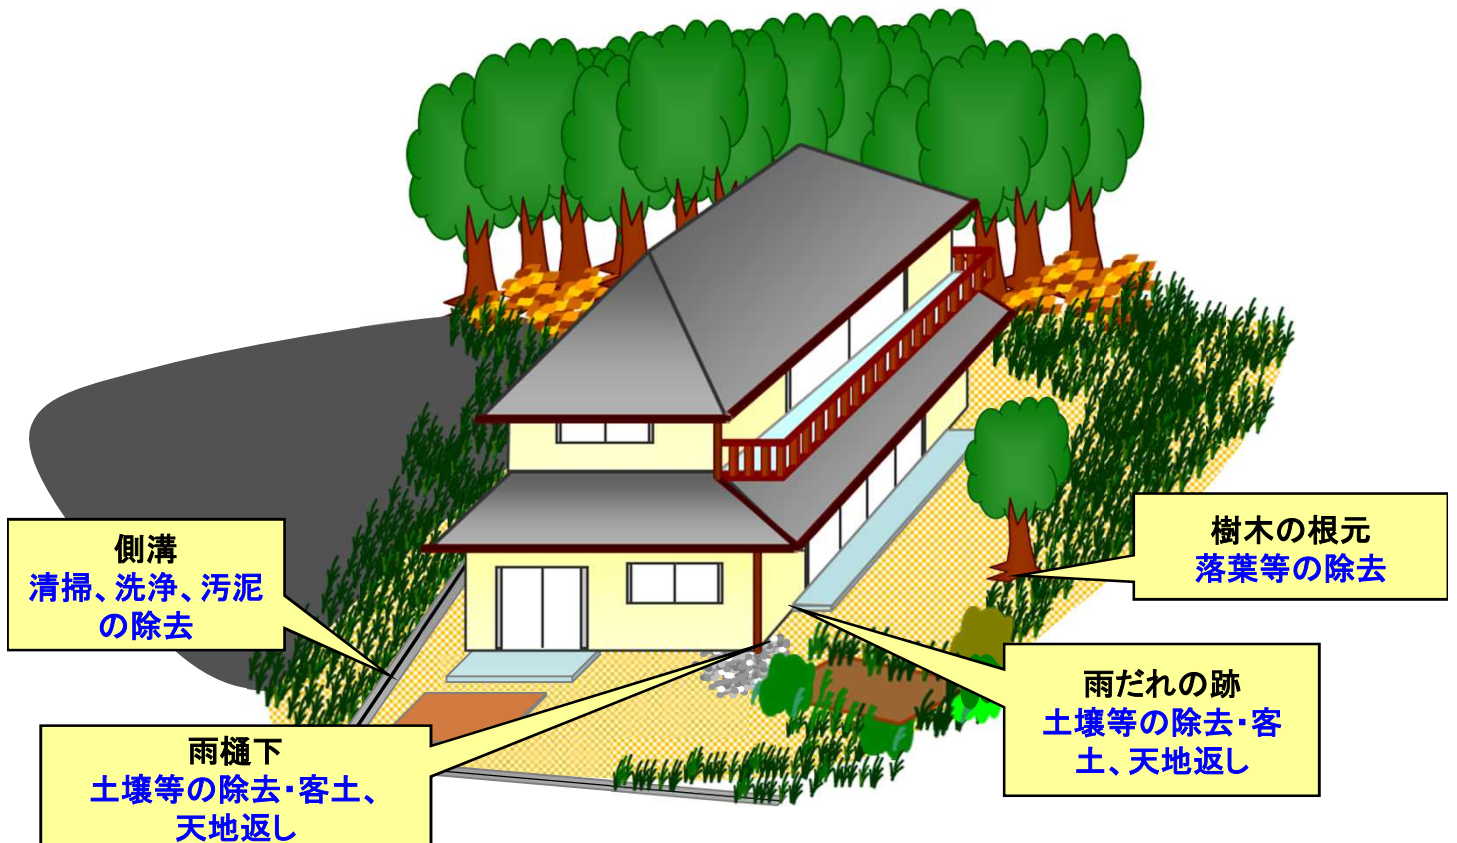 側溝
清掃、洗浄、汚泥
の除去
樹木の根元
落葉等の除去
雨だれの跡
土壌等の除去・客
土、天地返し
雨樋下
土壌等の除去・客土、
天地返し